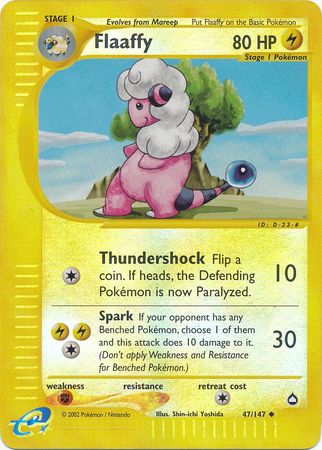 STAGE 1
Evolves from Mareep
Put Flaaffy on the Basic Pokémon
Flaaffy
80 HP
Stage 1 Pokémon
ID: D-23-#
Thundershock Flip a
coin. If heads, the Defending
Pokémon is now Paralyzed.
10
Spark If your opponent has any
Benched Pokémon, choose 1 of them
and this attack does 10 damage to it.
(Don't apply Weakness and Resistance
for Benched Pokémon.)
30
weakness
resistance
retreat cost
e
© 2002 Pokémon / Nintendo
Illus. Shin-ichi Yoshida
47/147